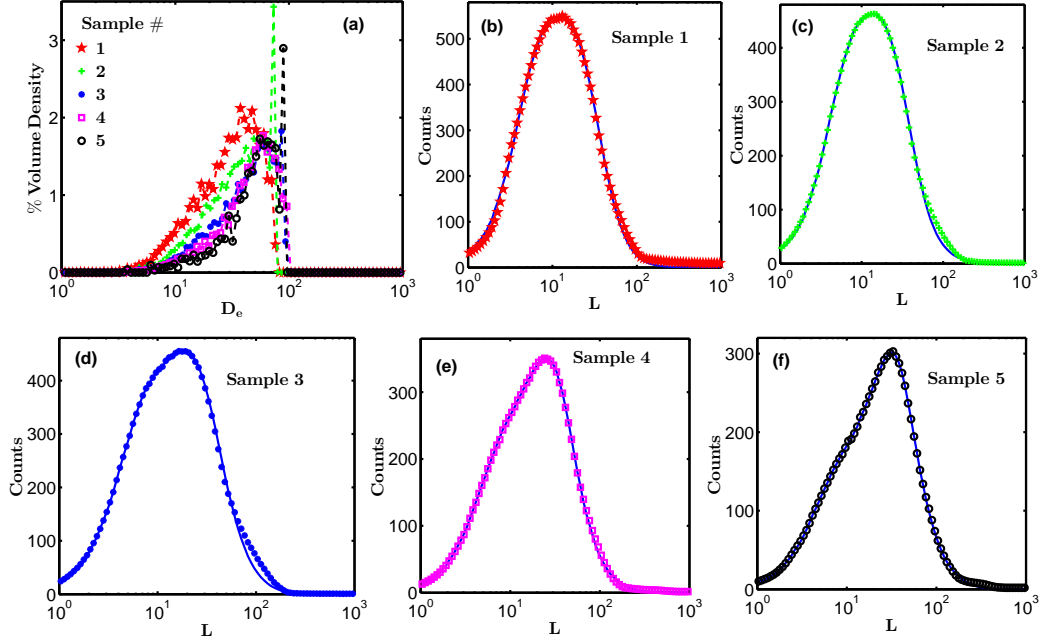 Sample #
1
2
3
4
5
(a)
% Volume Density
3
2
1
0
10^0
10^1
10^2
10^3
D_e
(b)
Sample 1
Counts
500
400
300
200
100
0
10^0
10^1
10^2
10^3
L
(c)
Sample 2
Counts
400
300
200
100
0
10^0
10^1
10^2
10^3
L
(d)
Sample 3
Counts
400
300
200
100
0
10^0
10^1
10^2
10^3
L
(e)
Sample 4
Counts
300
200
100
0
10^0
10^1
10^2
10^3
L
(f)
Sample 5
Counts
300
200
100
0
10^0
10^1
10^2
10^3
L